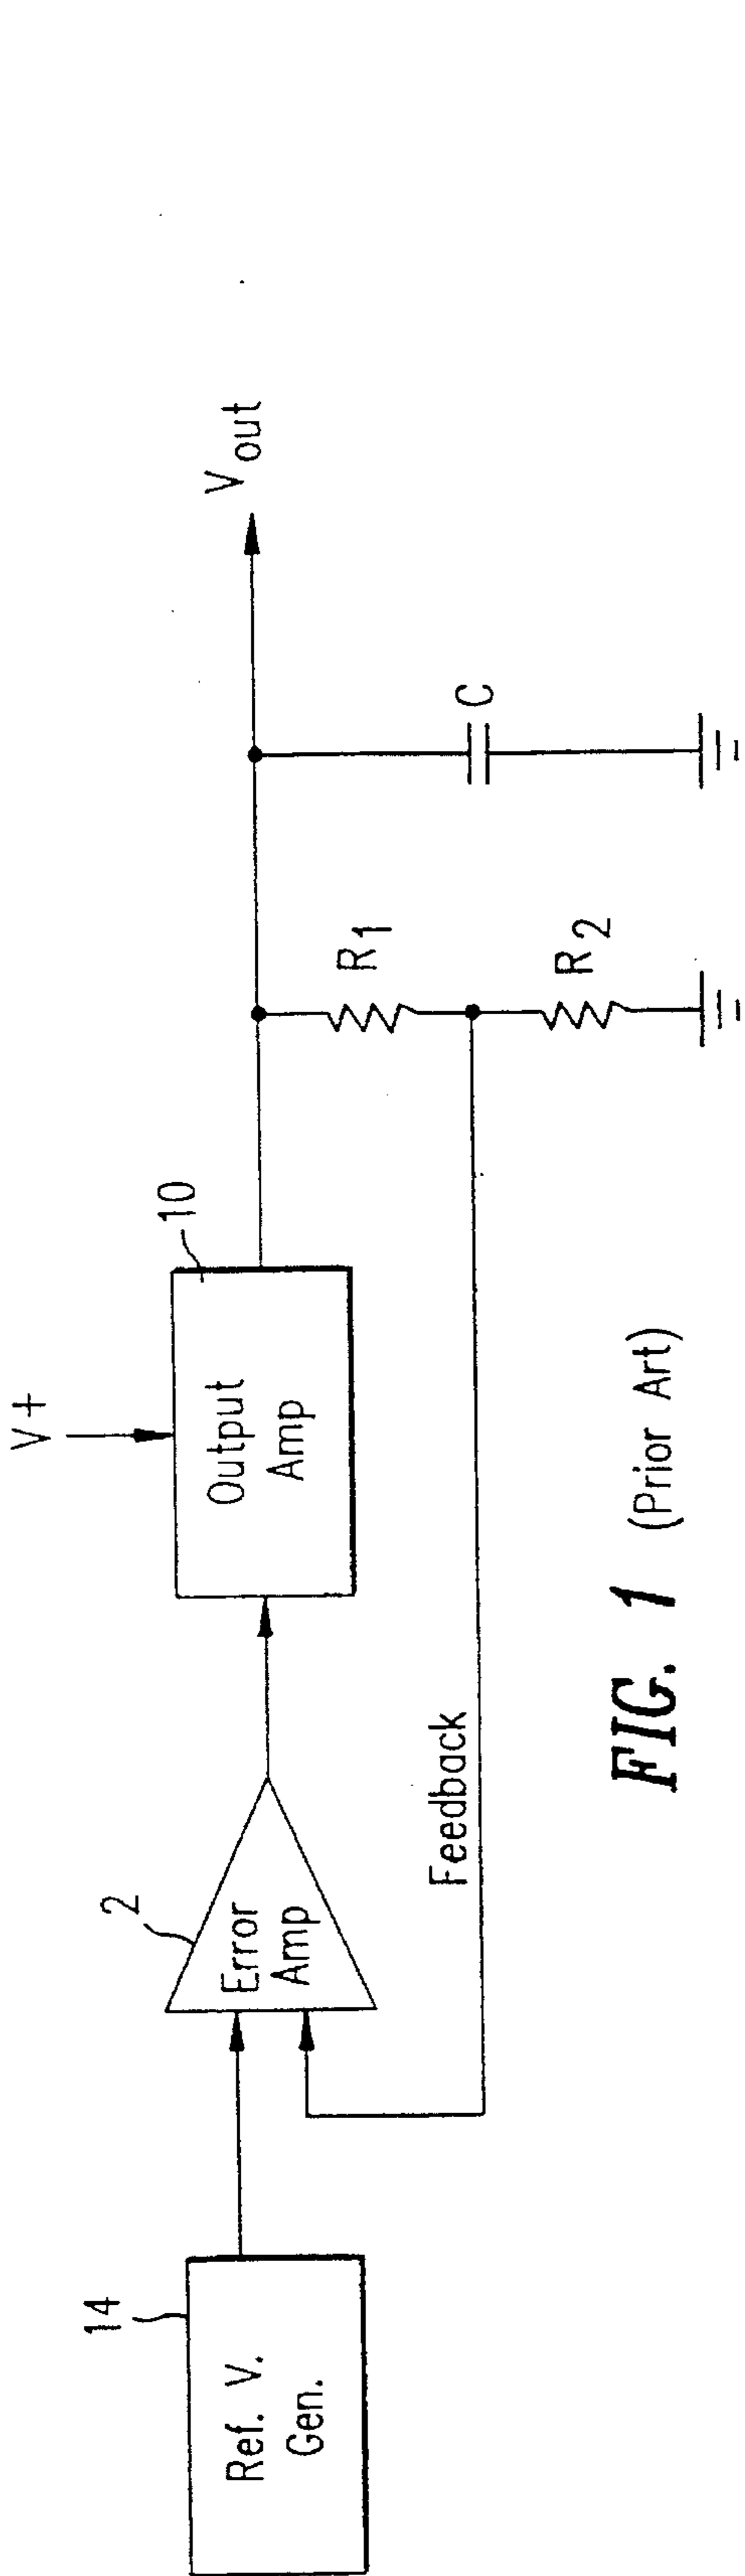 V+
10
Output
Amp
Vout
2
Error
Amp
14
Ref. V.
Gen.
R1
R2
C
Feedback
FIG. 1 (Prior Art)